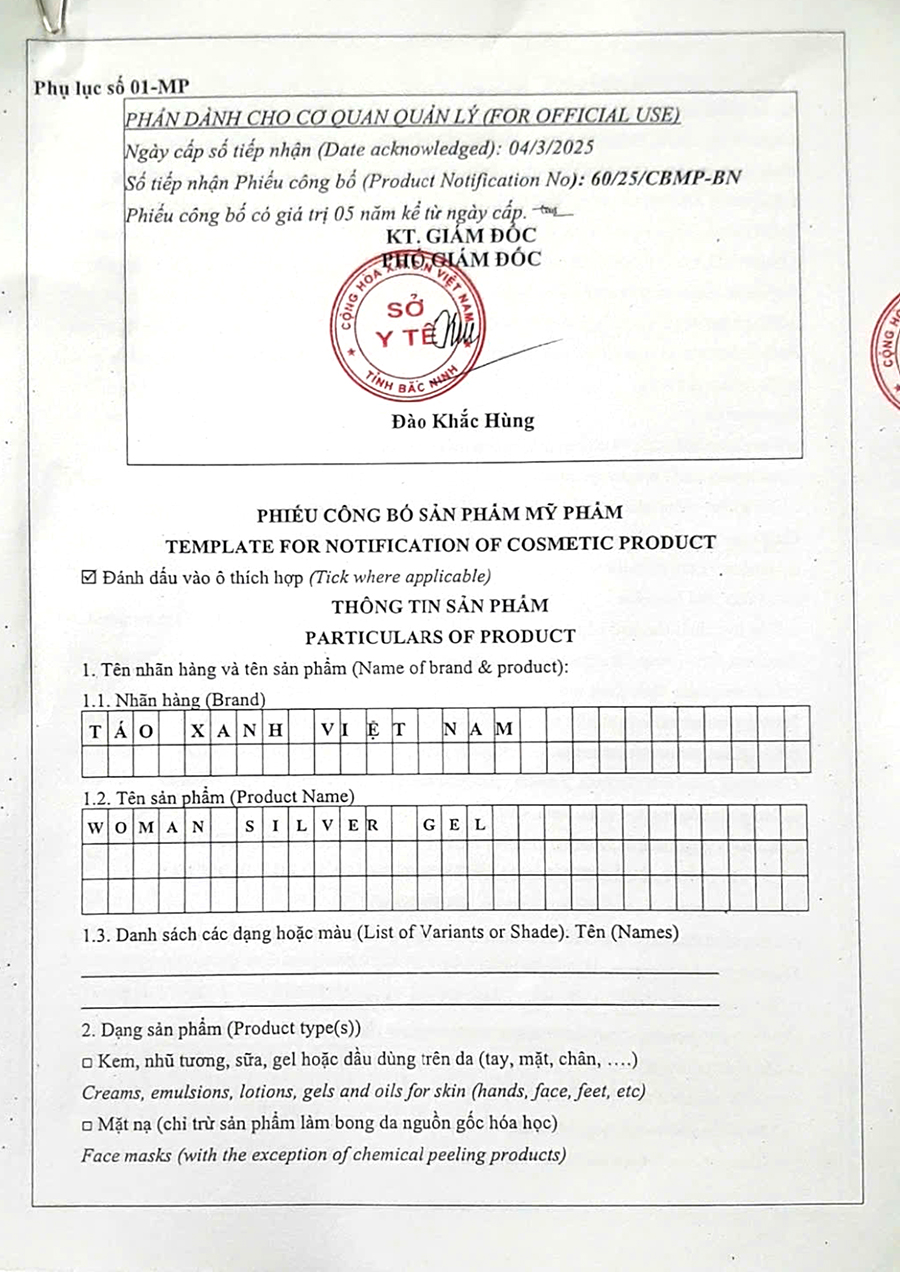 Phụ lục số 01-MP
PHẦN DÀNH CHO CƠ QUAN QUẢN LÝ (FOR OFFICIAL USE)
Ngày cấp số tiếp nhận (Date acknowledged): 04/3/2025
Số tiếp nhận Phiếu công bố (Product Notification No): 60/25/CBMP-BN
Phiếu công bố có giá trị 05 năm kể từ ngày cấp.
KT. GIÁM ĐỐC
PHÓ GIÁM ĐỐC
CỘNG HÒA X.H.C.N VIỆT NAM
SỞ
Y TẾ
TỈNH BẮC NINH
CỘNG HÒA
Đào Khắc Hùng
PHIẾU CÔNG BỐ SẢN PHẨM MỸ PHẨM
TEMPLATE FOR NOTIFICATION OF COSMETIC PRODUCT
☑ Đánh dấu vào ô thích hợp (Tick where applicable)
THÔNG TIN SẢN PHẨM
PARTICULARS OF PRODUCT
1. Tên nhãn hàng và tên sản phẩm (Name of brand & product):
1.1. Nhãn hàng (Brand)
TÁO XANH VIỆT NAM
1.2. Tên sản phẩm (Product Name)
WOMAN SILVER GEL
1.3. Danh sách các dạng hoặc màu (List of Variants or Shade). Tên (Names)
2. Dạng sản phẩm (Product type(s))
□ Kem, nhũ tương, sữa, gel hoặc dầu dùng trên da (tay, mặt, chân, ….)
Creams, emulsions, lotions, gels and oils for skin (hands, face, feet, etc)
□ Mặt nạ (chỉ trừ sản phẩm làm bong da nguồn gốc hóa học)
Face masks (with the exception of chemical peeling products)